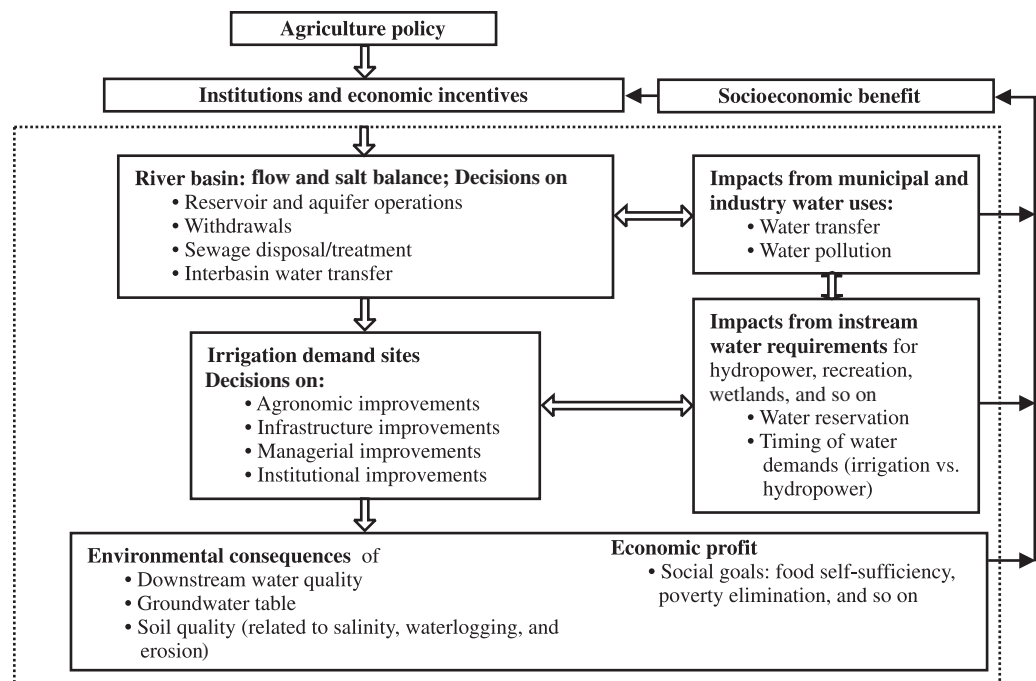 Agriculture policy
Institutions and economic incentives
Socioeconomic benefit
River basin: flow and salt balance; Decisions on
• Reservoir and aquifer operations
• Withdrawals
• Sewage disposal/treatment
• Interbasin water transfer
Impacts from municipal and
industry water uses:
• Water transfer
• Water pollution
Irrigation demand sites
Decisions on:
• Agronomic improvements
• Infrastructure improvements
• Managerial improvements
• Institutional improvements
Impacts from instream
water requirements for
hydropower, recreation,
wetlands, and so on
• Water reservation
• Timing of water
demands (irrigation vs.
hydropower)
Environmental consequences of
• Downstream water quality
• Groundwater table
• Soil quality (related to salinity, waterlogging, and
erosion)
Economic profit
• Social goals: food self-sufficiency,
poverty elimination, and so on